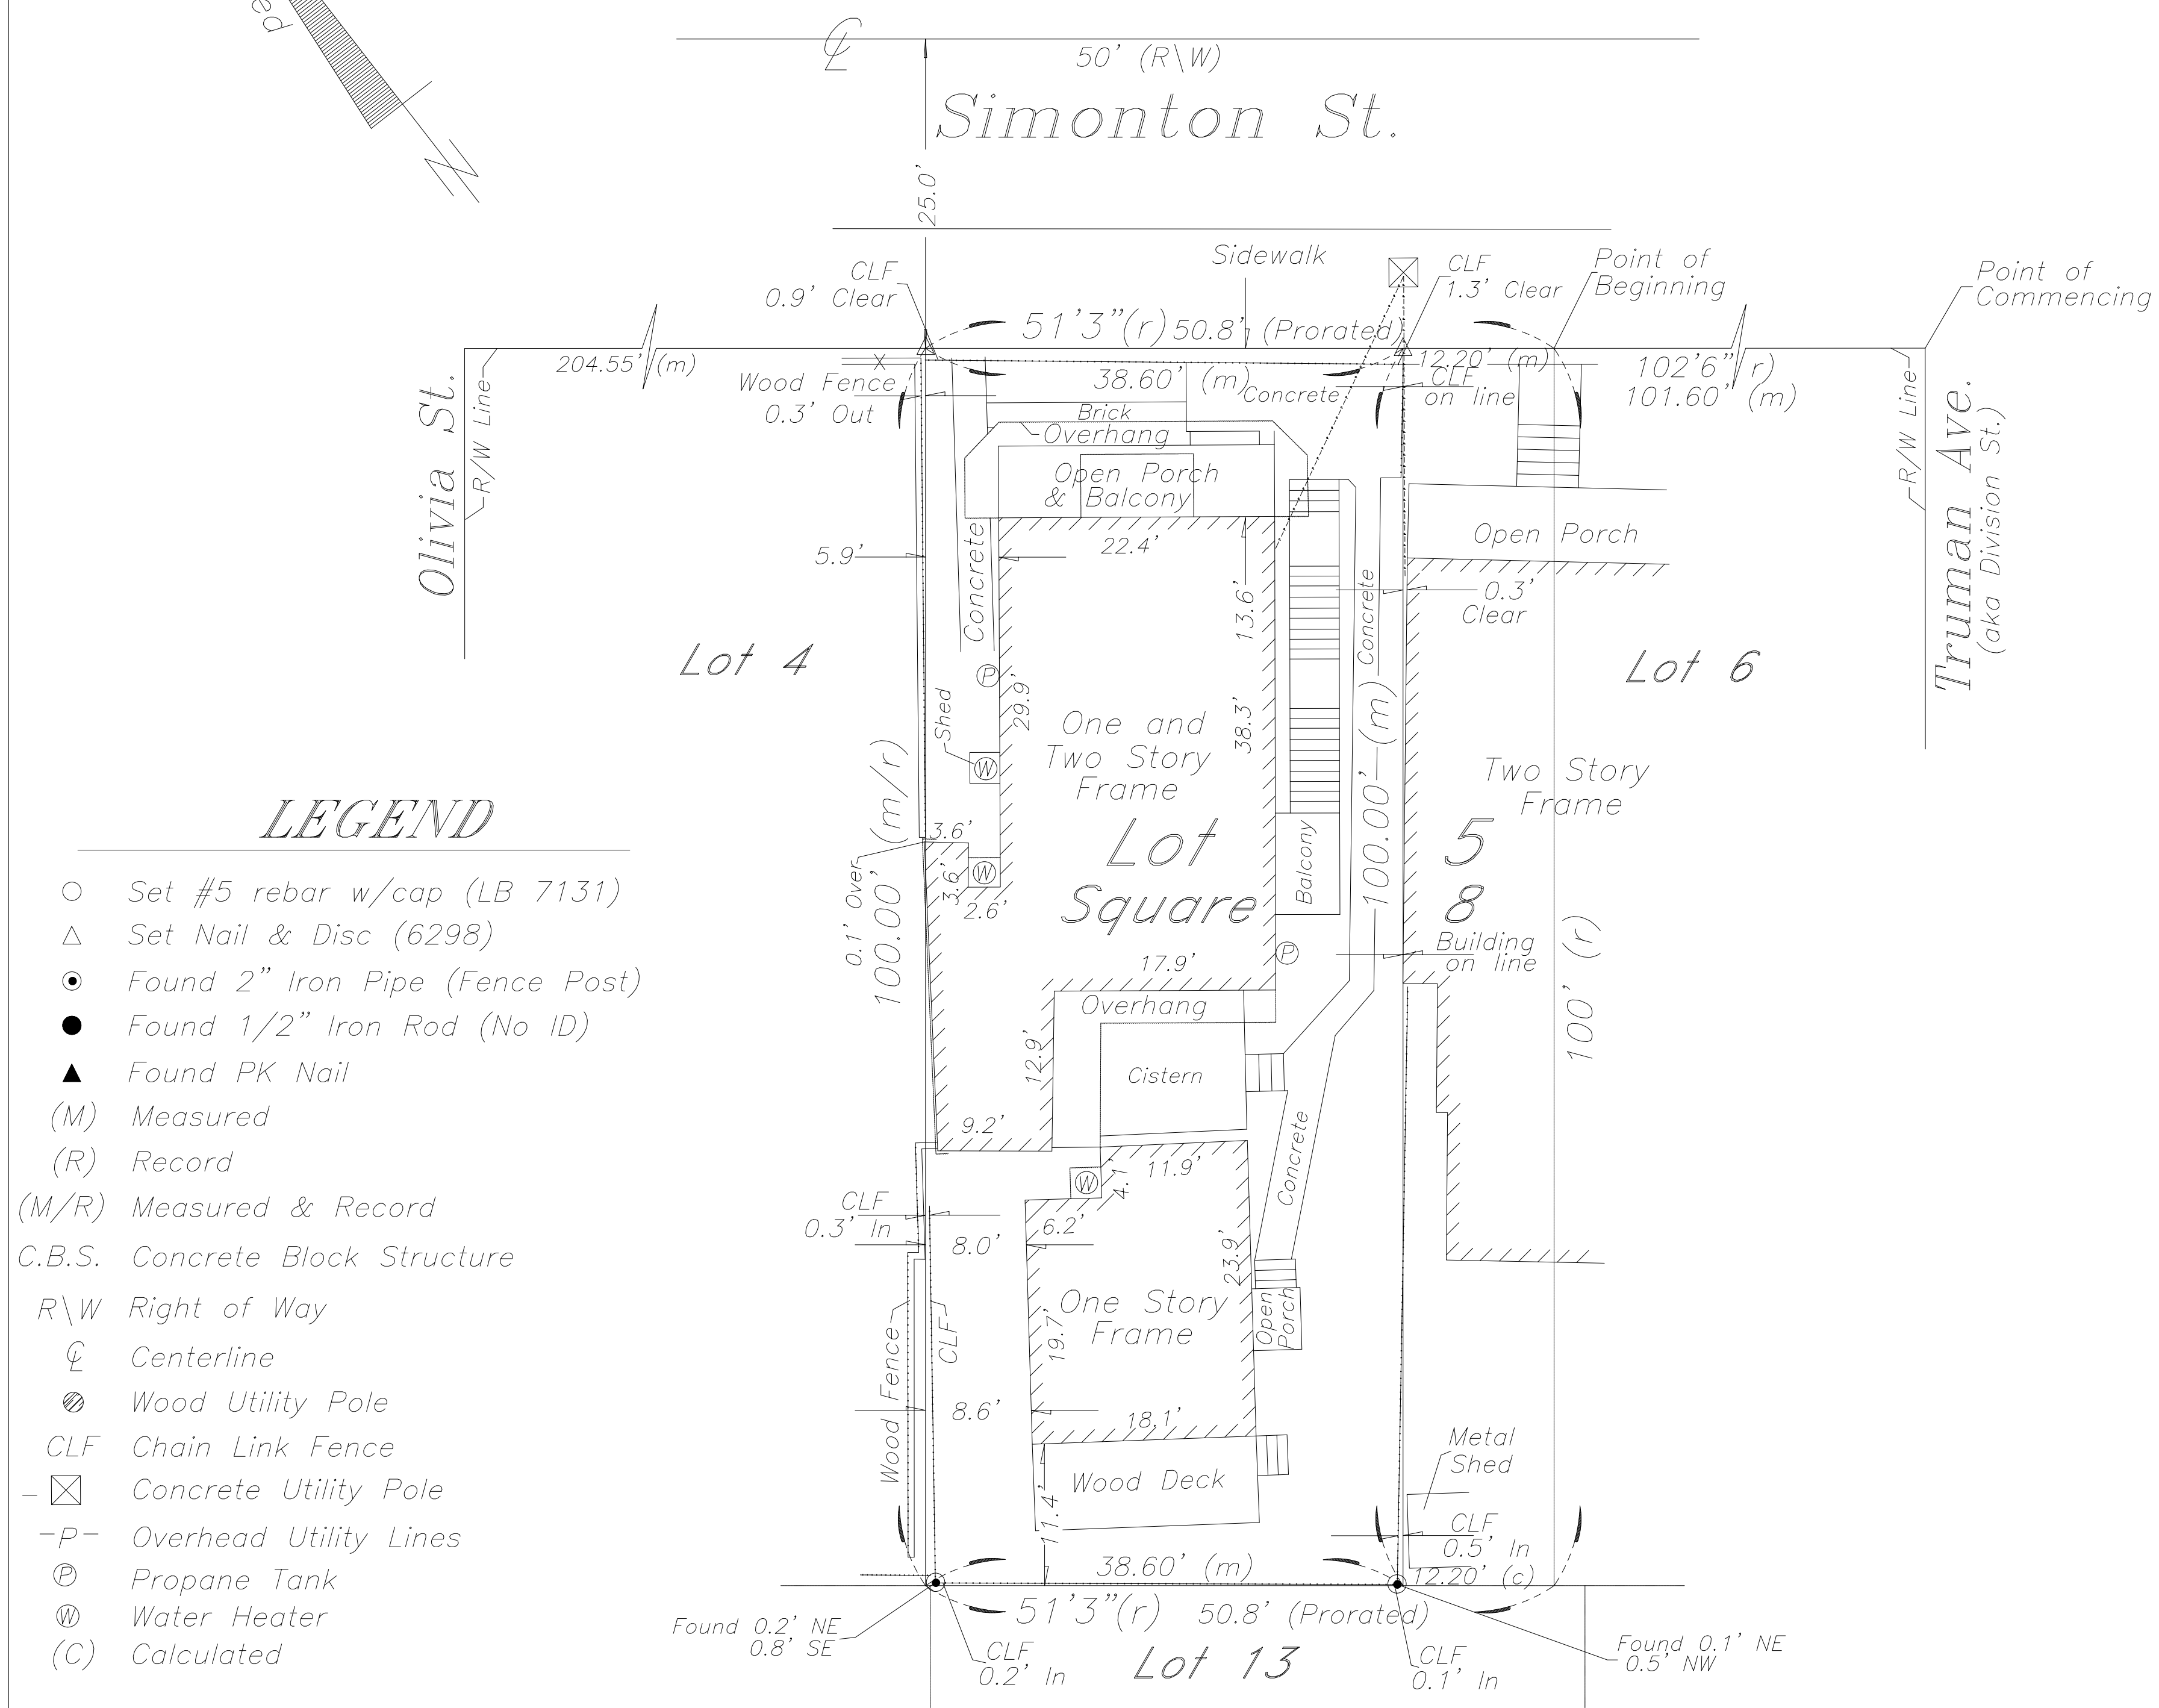 ed
N
50' (R\W)
Simonton St.
25.0'
Sidewalk
CLF
0.9' Clear
CLF
1.3' Clear
Point of
Beginning
Point of
Commencing
51'3"(r) 50.8' (Prorated)
204.55' (m)
12.20' (m)
102'6" r)
101.60' (m)
38.60' (m)
Wood Fence
0.3' Out
X
Concrete
CLF
on line
Brick
Overhang
Open Porch
& Balcony
Olivia St.
R/W Line
R/W Line
Truman Ave.
(aka Division St.)
Open Porch
5.9'
22.4'
Concrete
13.6'
Concrete
0.3'
Clear
Lot 4
Lot 6
P
29.9'
Shed
W
38.3'
One and
Two Story
Frame
100.00' (m)
Two Story
Frame
Lot 5
Square 8
Balcony
3.6'
3.6'
W
2.6'
0.1' Over
100.00' (m/r)
P
Building
on line
100' (r)
17.9'
Overhang
12.9'
Cistern
9.2'
11.9'
4.1'
W
6.2'
Concrete
CLF
0.3' In
8.0'
23.9'
One Story
Frame
19.7'
Open
Porch
Wood Fence
CLF
8.6'
18.1'
Wood Deck
11.4'
Metal
Shed
CLF
0.5' In
38.60' (m)
12.20' (c)
51'3"(r) 50.8' (Prorated)
Found 0.2' NE
0.8' SE
CLF
0.2' In
Lot 13
CLF
0.1' In
Found 0.1' NE
0.5' NW
LEGEND
Set #5 rebar w/cap (LB 7131)
Set Nail & Disc (6298)
Found 2" Iron Pipe (Fence Post)
Found 1/2" Iron Rod (No ID)
Found PK Nail
(M) Measured
(R) Record
(M/R) Measured & Record
C.B.S. Concrete Block Structure
R\W Right of Way
℄ Centerline
Wood Utility Pole
CLF Chain Link Fence
Concrete Utility Pole
-P- Overhead Utility Lines
P Propane Tank
W Water Heater
(C) Calculated